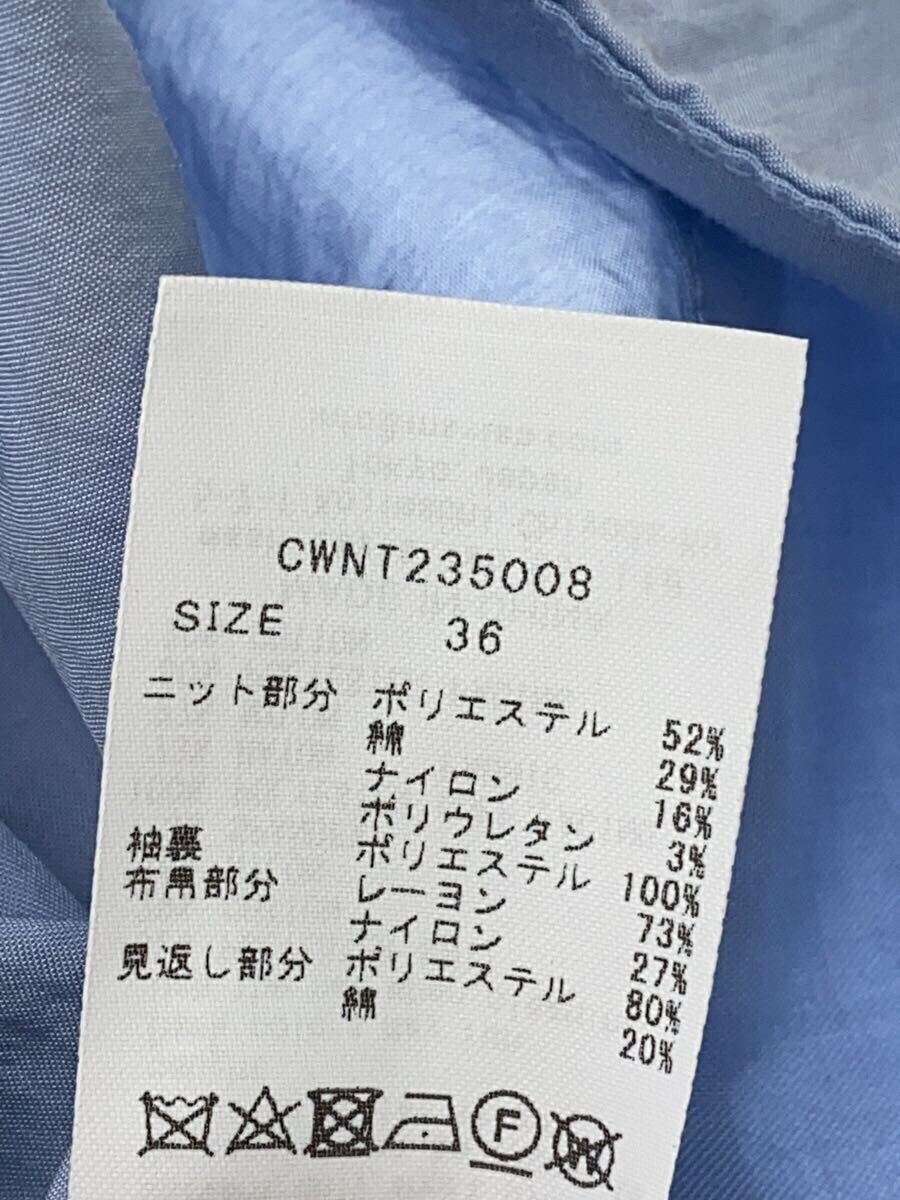 CWNT235008
SIZE 36
ニット部分 ポリエステル 52%
綿 29%
ナイロン 16%
ポリウレタン 3%
袖裏 ポリエステル 100%
布帛部分 レーヨン 73%
ナイロン 27%
見返し部分 ポリエステル 80%
綿 20%
F
W